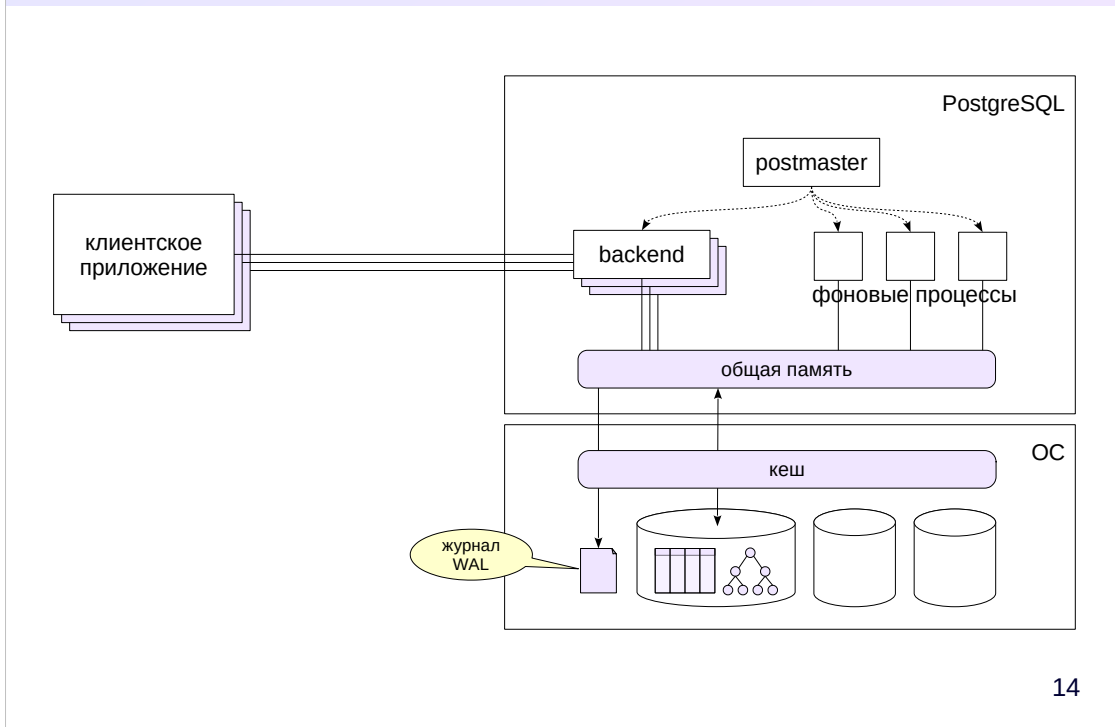 PostgreSQL
postmaster
клиентское
приложение
backend
фоновые процессы
общая память
ОС
кеш
журнал
WAL
14